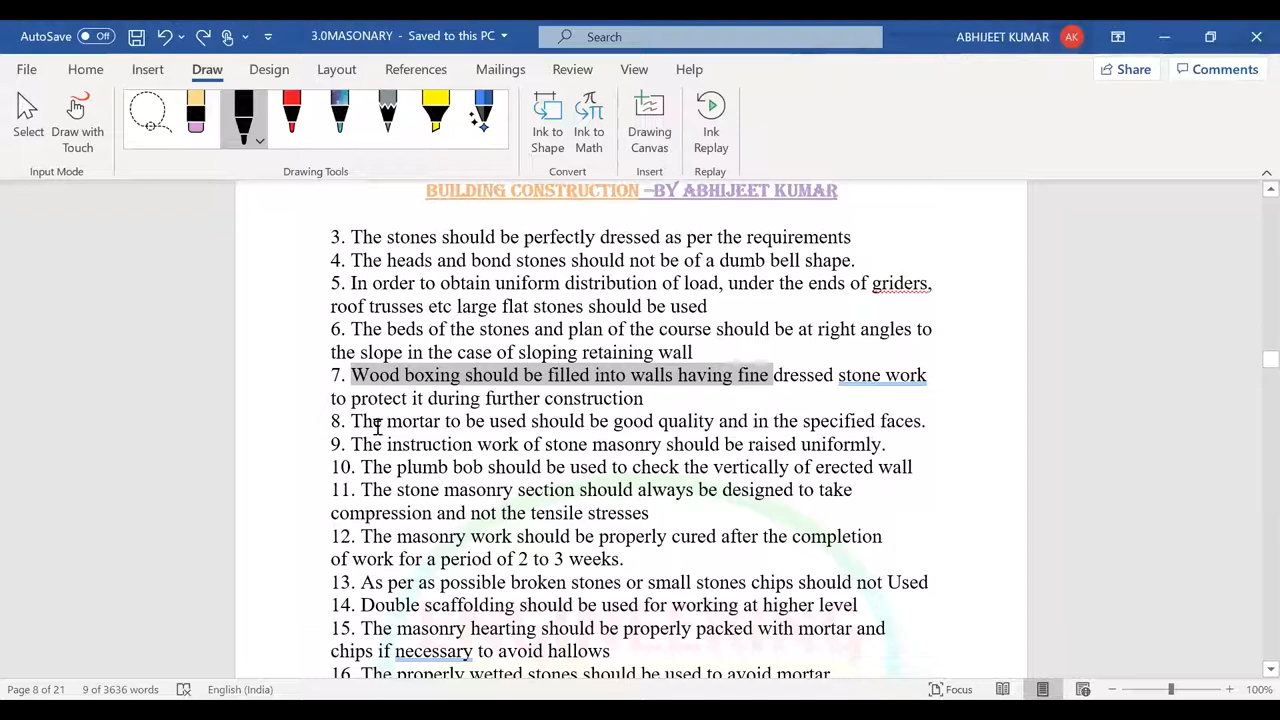 AutoSave Off 3.0MASONARY - Saved to this PC Search ABHIJEET KUMAR AK
File Home Insert Draw Design Layout References Mailings Review View Help Share Comments
Select Draw with Touch Ink to Shape Ink to Math Drawing Canvas Ink Replay
Input Mode Drawing Tools Convert Insert Replay
BUILDING CONSTRUCTION –BY ABHIJEET KUMAR
3. The stones should be perfectly dressed as per the requirements
4. The heads and bond stones should not be of a dumb bell shape.
5. In order to obtain uniform distribution of load, under the ends of griders,
roof trusses etc large flat stones should be used
6. The beds of the stones and plan of the course should be at right angles to
the slope in the case of sloping retaining wall
7. Wood boxing should be filled into walls having fine dressed stone work
to protect it during further construction
8. The mortar to be used should be good quality and in the specified faces.
9. The instruction work of stone masonry should be raised uniformly.
10. The plumb bob should be used to check the vertically of erected wall
11. The stone masonry section should always be designed to take
compression and not the tensile stresses
12. The masonry work should be properly cured after the completion
of work for a period of 2 to 3 weeks.
13. As per as possible broken stones or small stones chips should not Used
14. Double scaffolding should be used for working at higher level
15. The masonry hearting should be properly packed with mortar and
chips if necessary to avoid hallows
16. The properly wetted stones should be used to avoid mortar
Page 8 of 21 9 of 3636 words English (India) Focus 100%